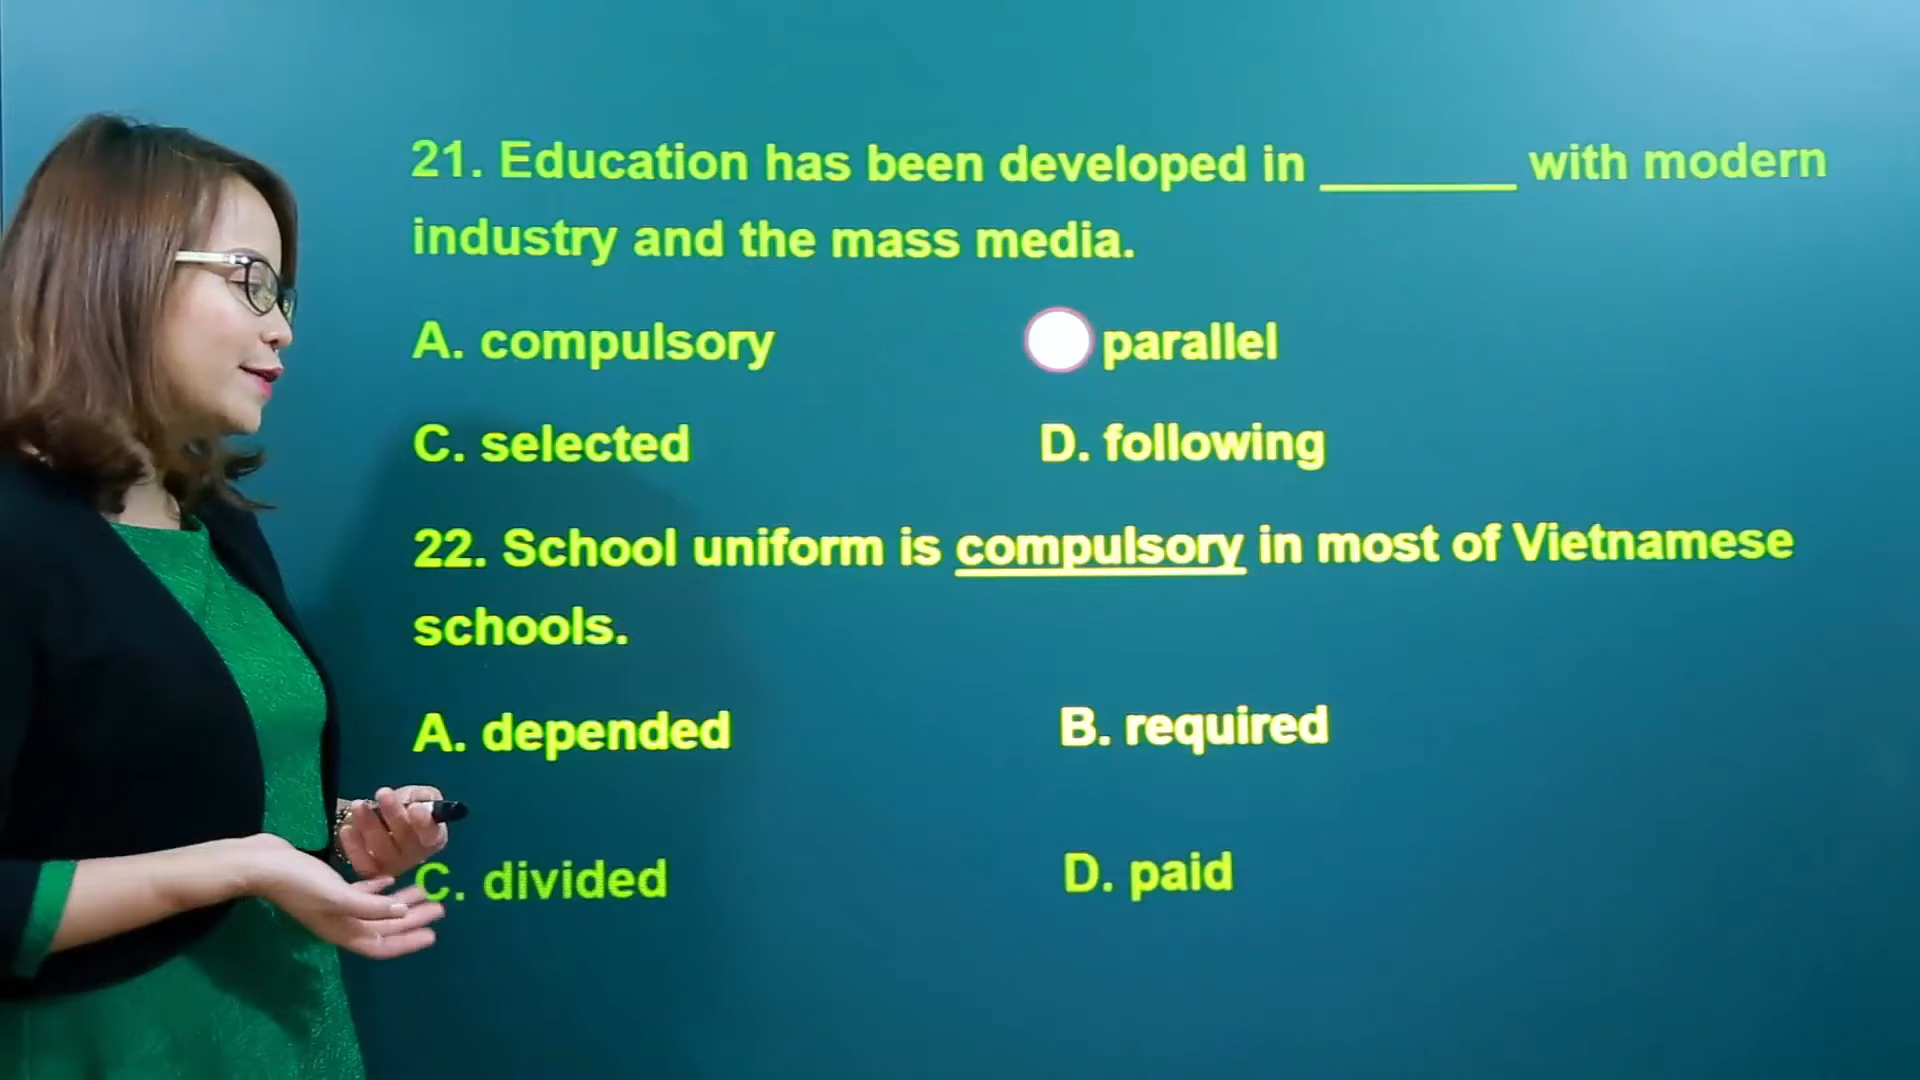 21. Education has been developed in ________ with modern
industry and the mass media.
A. compulsory parallel
C. selected D. following
22. School uniform is compulsory in most of Vietnamese
schools.
A. depended B. required
C. divided D. paid